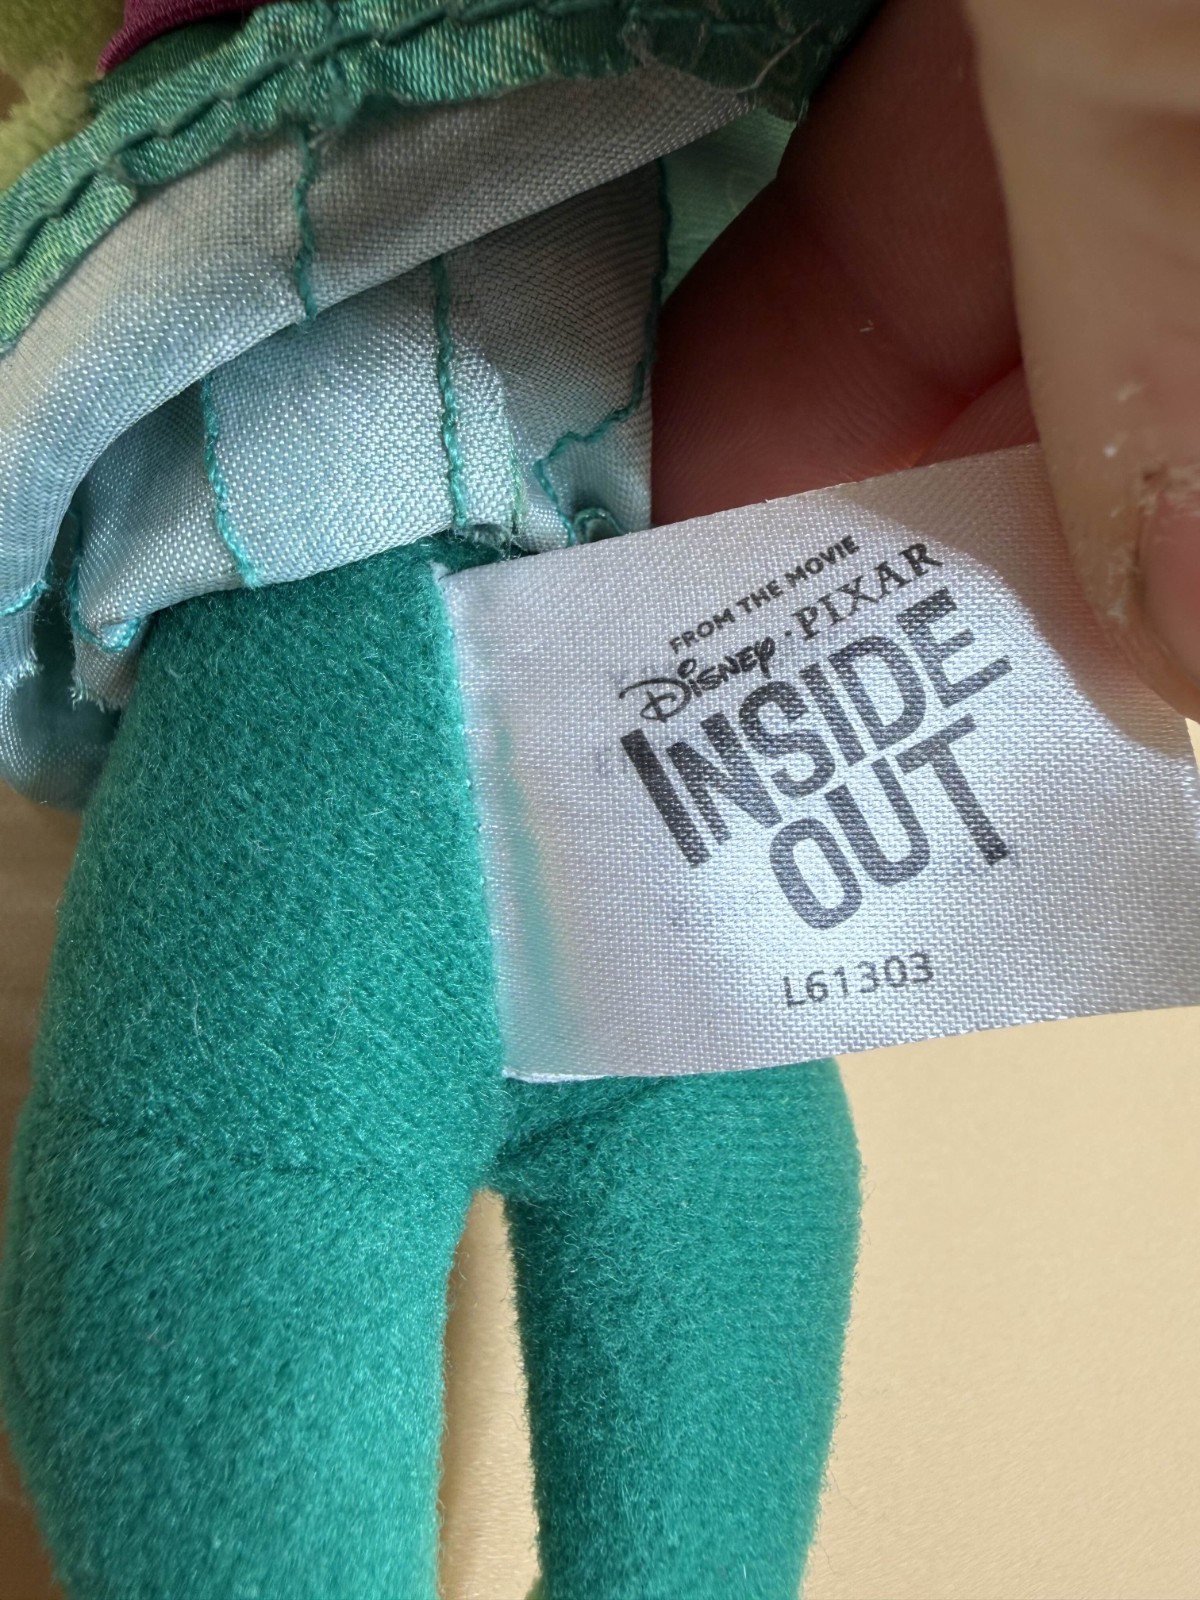 FROM THE MOVIE
Disney · PIXAR
INSIDE
OUT
L61303